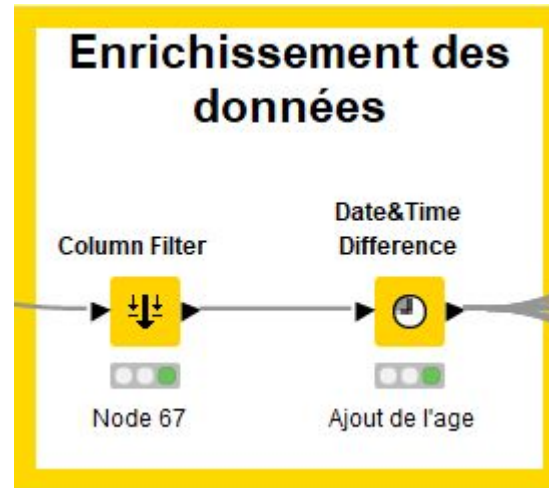 Enrichissement des
données
Column Filter
Date&Time
Difference
Node 67
Ajout de l'age